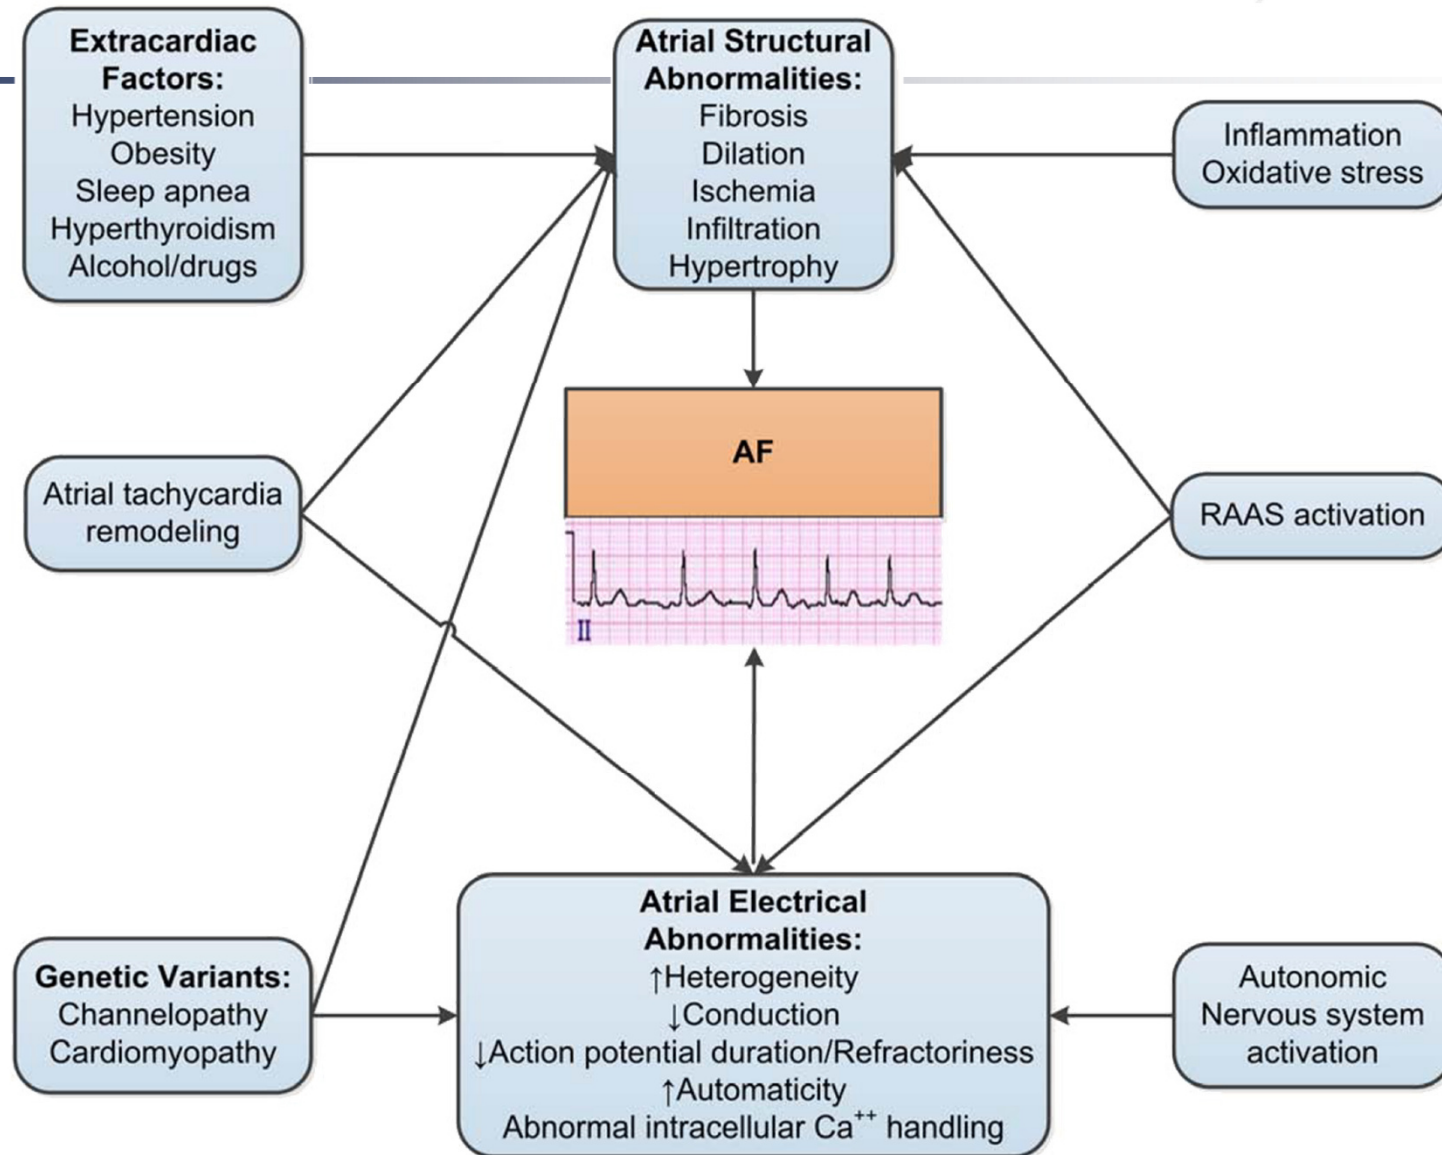 Extracardiac
Factors:
Hypertension
Obesity
Sleep apnea
Hyperthyroidism
Alcohol/drugs
Atrial Structural
Abnormalities:
Fibrosis
Dilation
Ischemia
Infiltration
Hypertrophy
Inflammation
Oxidative stress
Atrial tachycardia
remodeling
AF
II
RAAS activation
Genetic Variants:
Channelopathy
Cardiomyopathy
Atrial Electrical
Abnormalities:
↑Heterogeneity
↓Conduction
↓Action potential duration/Refractoriness
↑Automaticity
Abnormal intracellular Ca⁺⁺ handling
Autonomic
Nervous system
activation